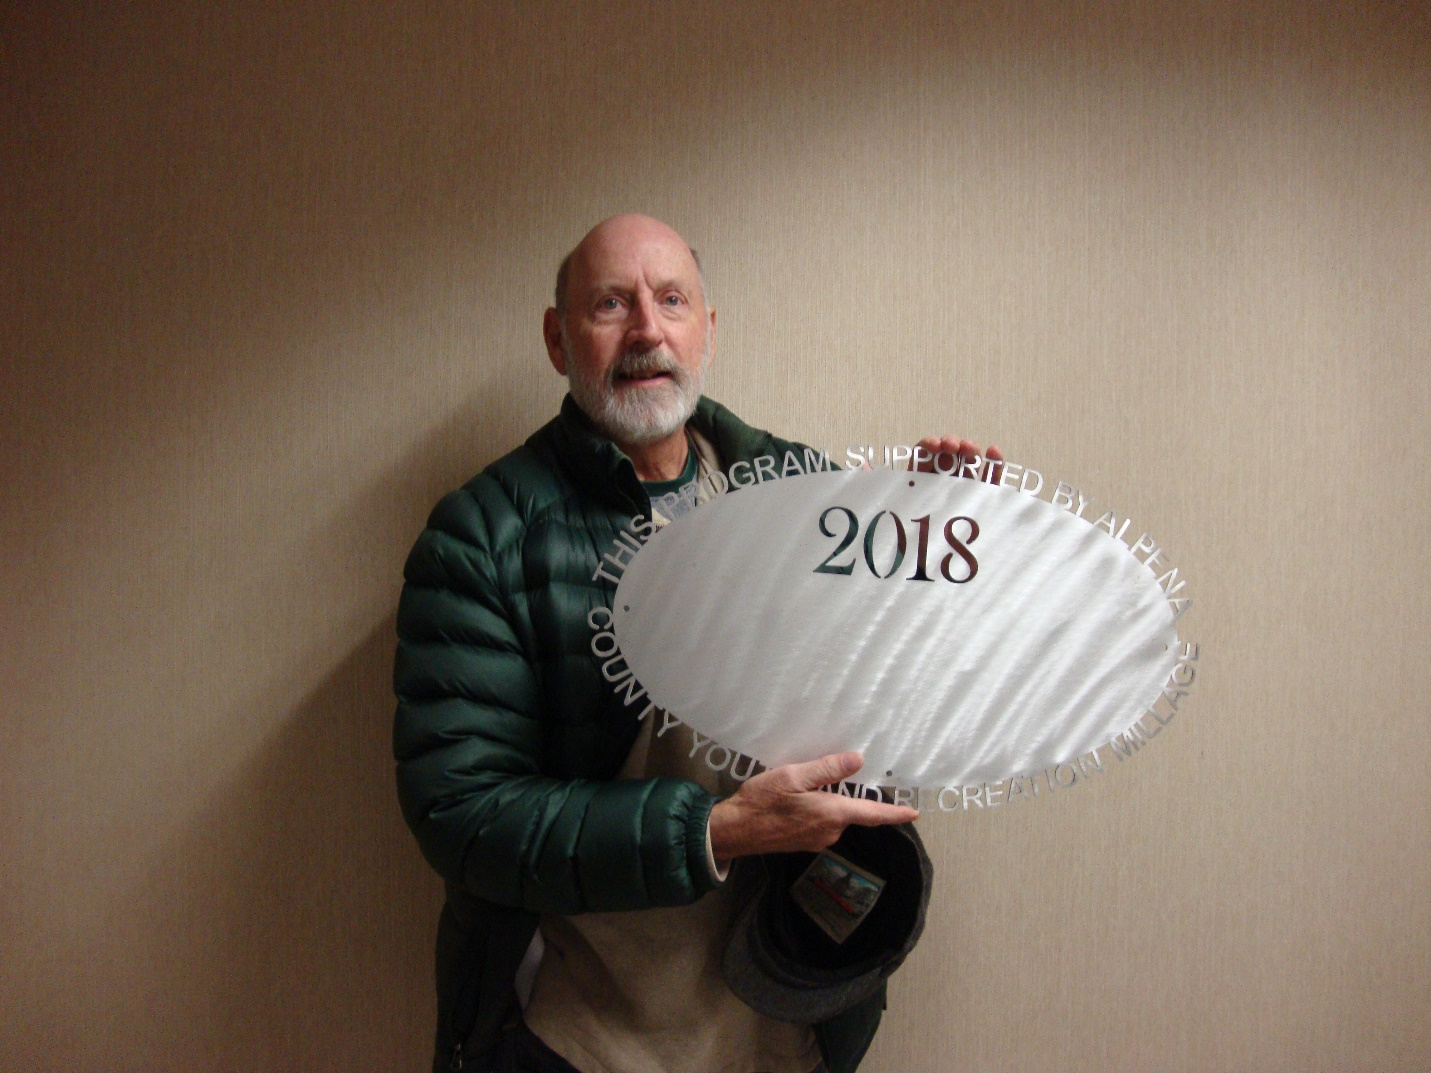 THIS PROGRAM SUPPORTED BY ALPENA
COUNTY YOUTH AND RECREATION MILLAGE
2018